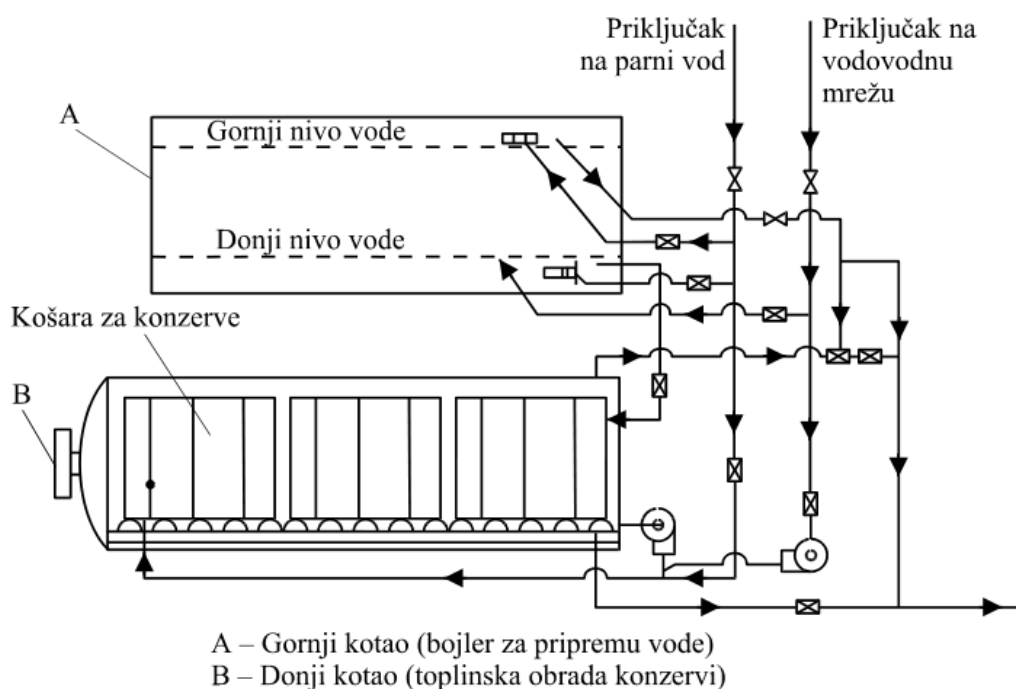 Priključak
na parni vod
Priključak na
vodovodnu
mrežu
A
Gornji nivo vode
Donji nivo vode
Košara za konzerve
B
A – Gornji kotao (bojler za pripremu vode)
B – Donji kotao (toplinska obrada konzervi)